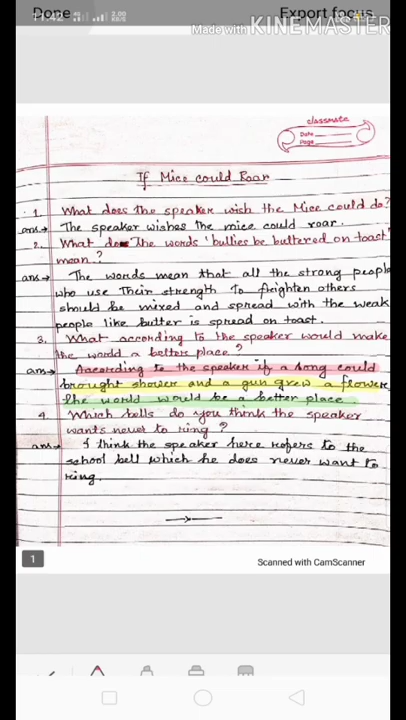 Done
11:42 4G 2.00 KB/S
Export focus
Made with KINEMASTER
classmate
Date
Page
If Mice could Roar
1. What does the speaker wish the Mice could do?
ans→ The speaker wishes the mice could roar.
2. What do the words 'bullies be buttered on toast'
mean?
ans→ The words mean that all the strong people
who use their strength to frighten others
should be mixed and spread with the weak
people like butter is spread on toast.
3. What according to the speaker would make
the world a better place?
ans→ According to the speaker if a song could
brought shower and a gun grew a flower
the world would be a better place.
4. Which bells do you think the speaker
wants never to ring?
ans→ I think the speaker here refers to the
school bell which he does never want to
ring.
1
Scanned with CamScanner